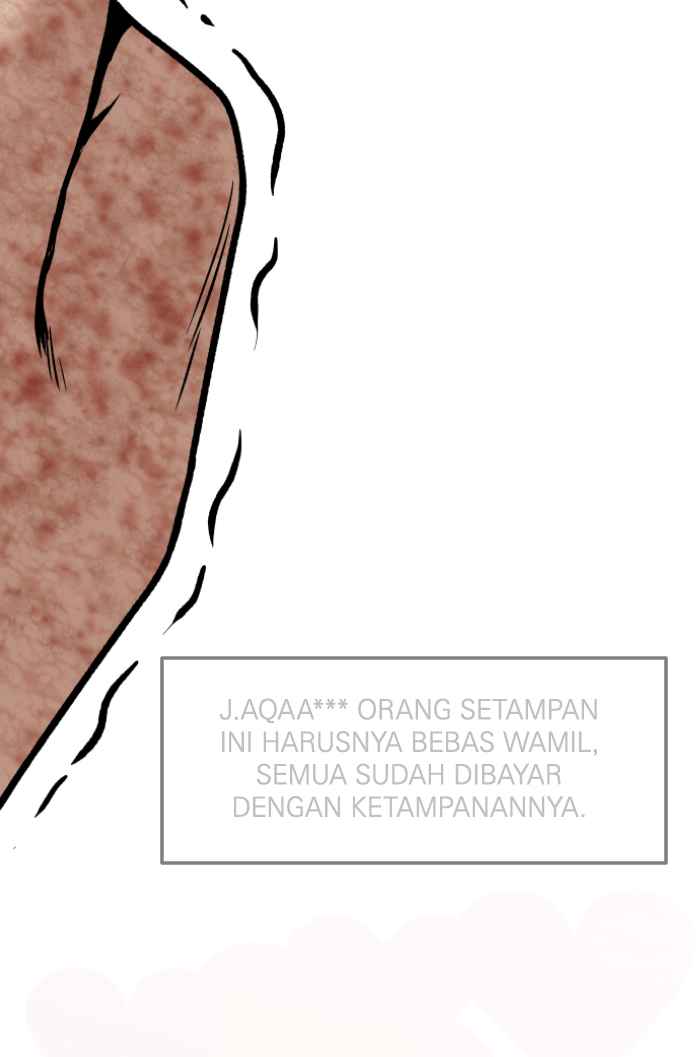 J.AQAA*** ORANG SETAMPAN
INI HARUSNYA BEBAS WAMIL,
SEMUA SUDAH DIBAYAR
DENGAN KETAMPANANNYA.